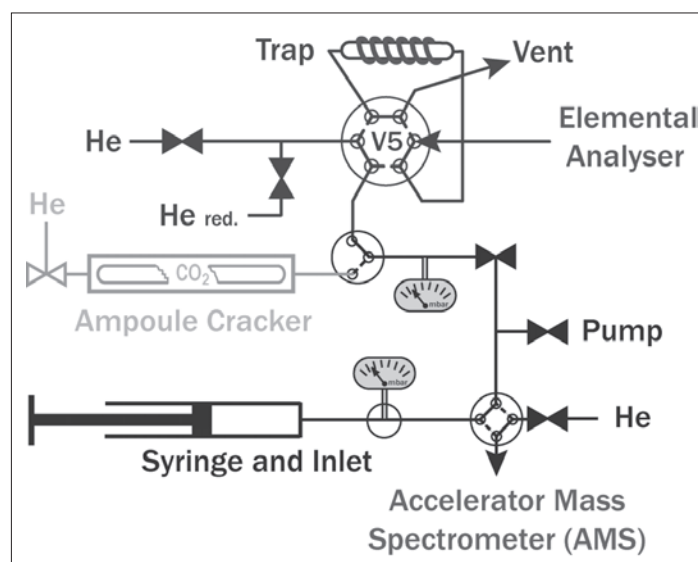 Trap
Vent
He
V5
Elemental
Analyser
He red.
He
CO2
Ampoule Cracker
mbar
Pump
mbar
He
Syringe and Inlet
Accelerator Mass
Spectrometer (AMS)